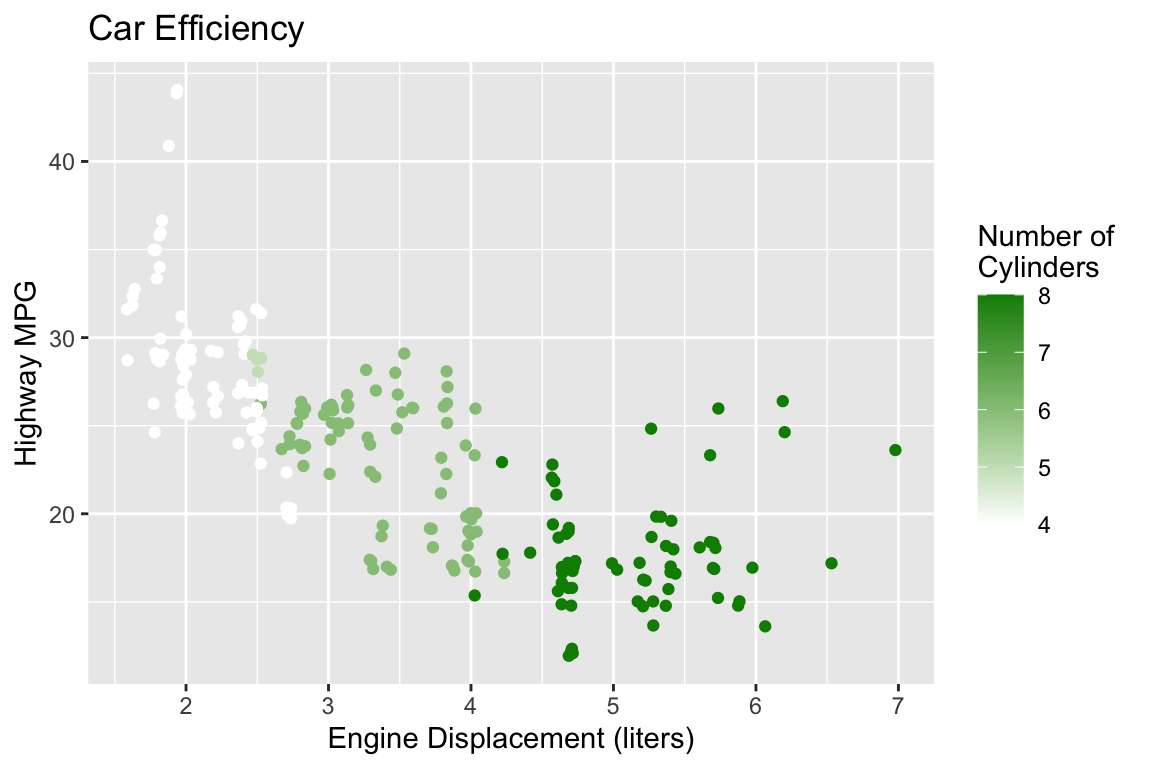 Car Efficiency
Highway MPG
40
30
20
2 3 4 5 6 7
Engine Displacement (liters)
Number of
Cylinders
8
7
6
5
4